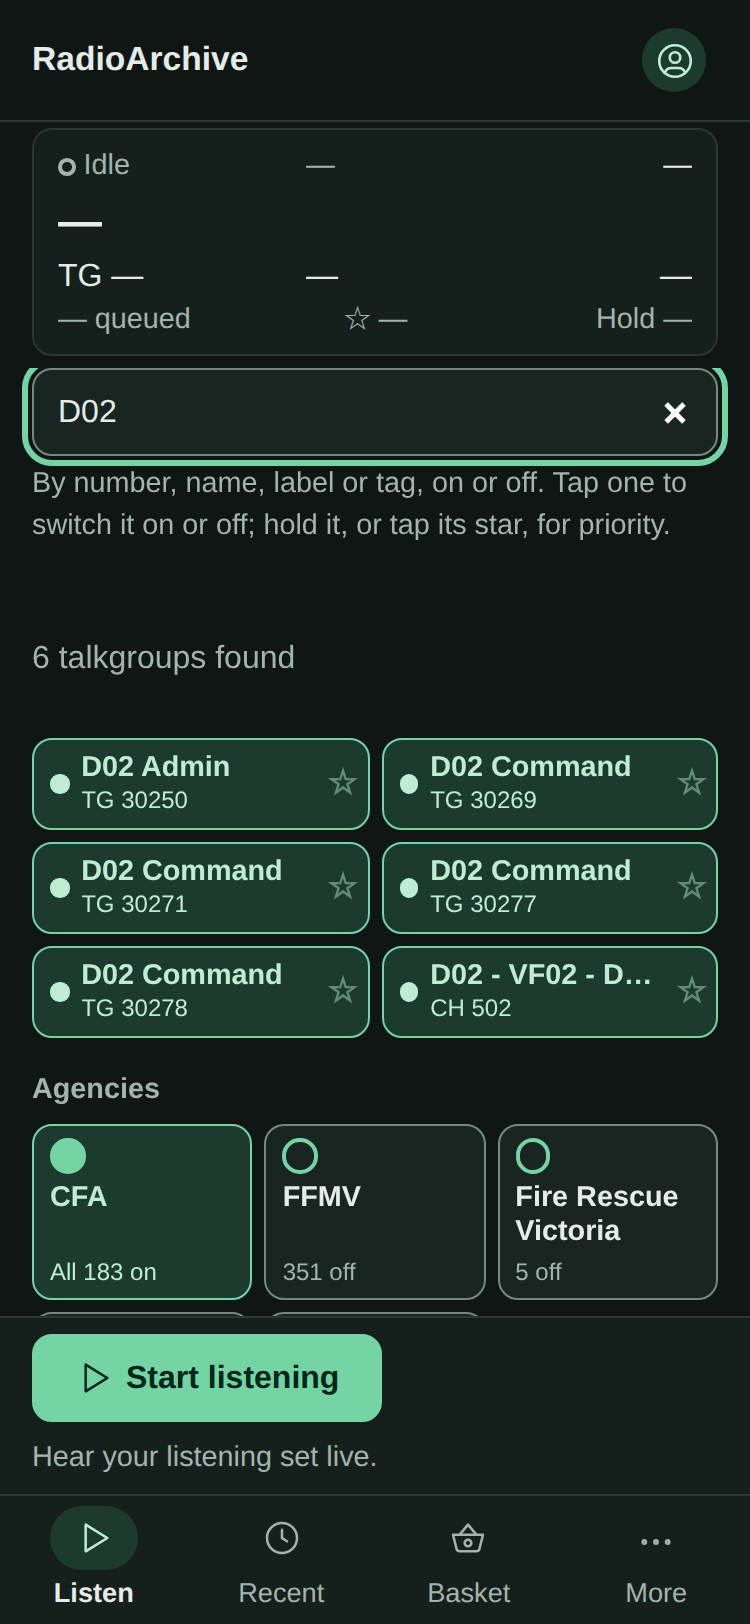 RadioArchive
Idle — —
—
TG — — —
— queued ☆ — Hold —
D02 ×
By number, name, label or tag, on or off. Tap one to
switch it on or off; hold it, or tap its star, for priority.
6 talkgroups found
D02 Admin
TG 30250
D02 Command
TG 30269
D02 Command
TG 30271
D02 Command
TG 30277
D02 Command
TG 30278
D02 - VF02 - D…
CH 502
Agencies
CFA
All 183 on
FFMV
351 off
Fire Rescue
Victoria
5 off
Start listening
Hear your listening set live.
Listen
Recent
Basket
More